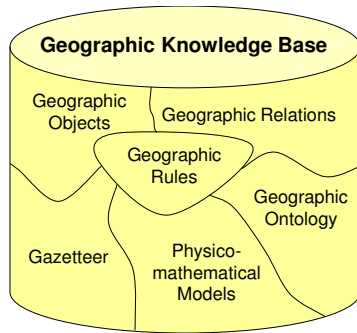 Geographic Knowledge Base
Geographic
Objects
Geographic Relations
Geographic
Rules
Geographic
Ontology
Gazetteer
Physico-
mathematical
Models